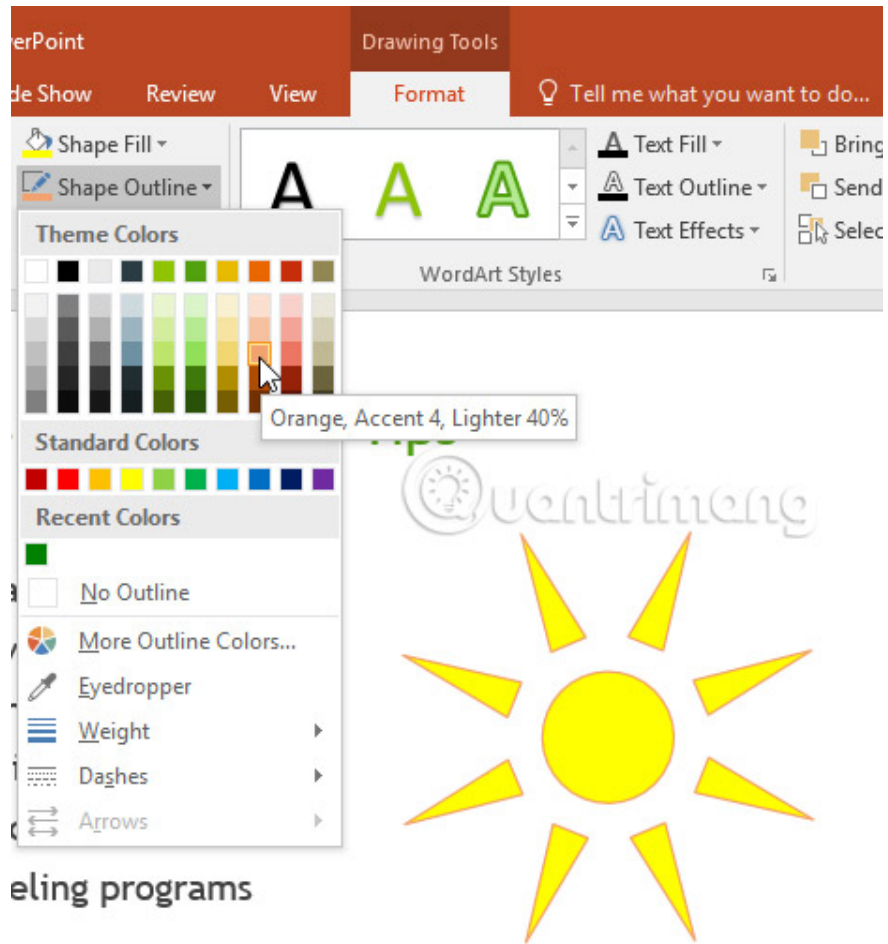 erPoint
Drawing Tools
de Show Review View Format Tell me what you want to do...
Shape Fill
Shape Outline
A A A
Text Fill
Text Outline
Text Effects
Bring
Send
Selec
WordArt Styles
Theme Colors
Orange, Accent 4, Lighter 40%
Tips
Standard Colors
Quantrimang
Recent Colors
No Outline
More Outline Colors...
Eyedropper
Weight
Dashes
Arrows
eling programs